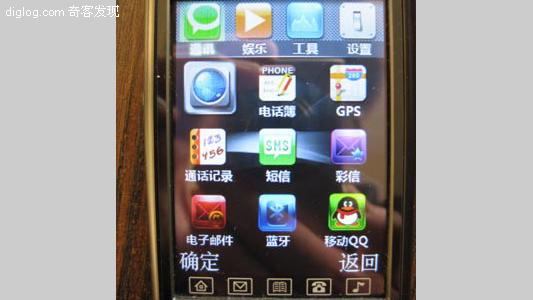 diglog.com 奇客发现
通讯 娱乐 工具 设置
PHONE
280
电话簿 GPS
123
456
SMS
通话记录 短信 彩信
电子邮件 蓝牙 移动QQ
确定 返回